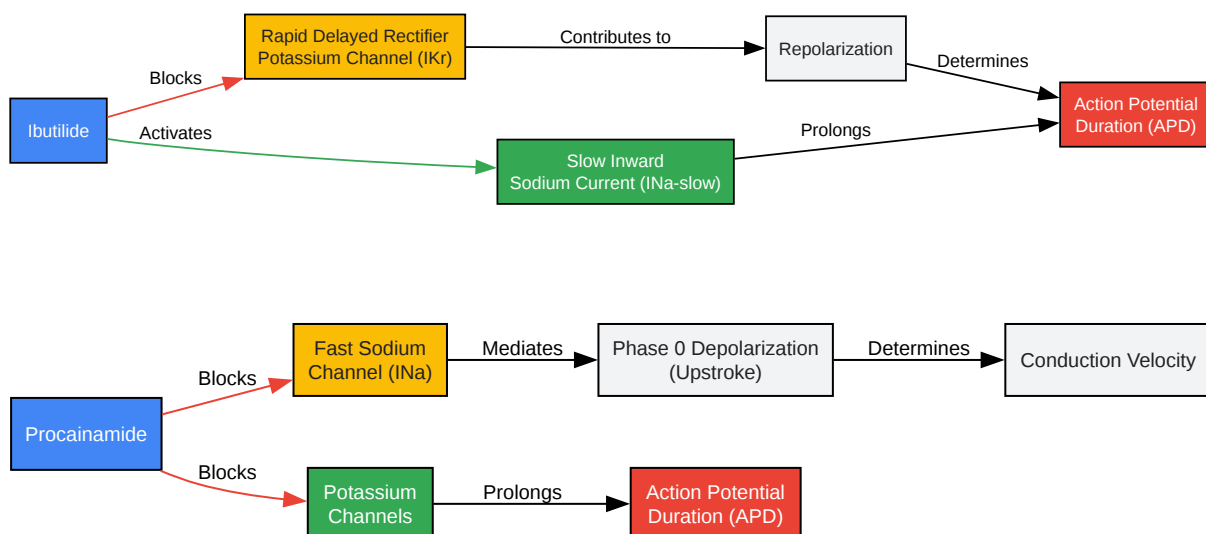 Rapid Delayed Rectifier
Potassium Channel (IKr)
Contributes to
Repolarization
Determines
Blocks
Ibutilide
Activates
Action Potential
Duration (APD)
Prolongs
Slow Inward
Sodium Current (INa-slow)
Fast Sodium
Channel (INa)
Mediates
Phase 0 Depolarization
(Upstroke)
Determines
Conduction Velocity
Blocks
Procainamide
Blocks
Potassium
Channels
Prolongs
Action Potential
Duration (APD)